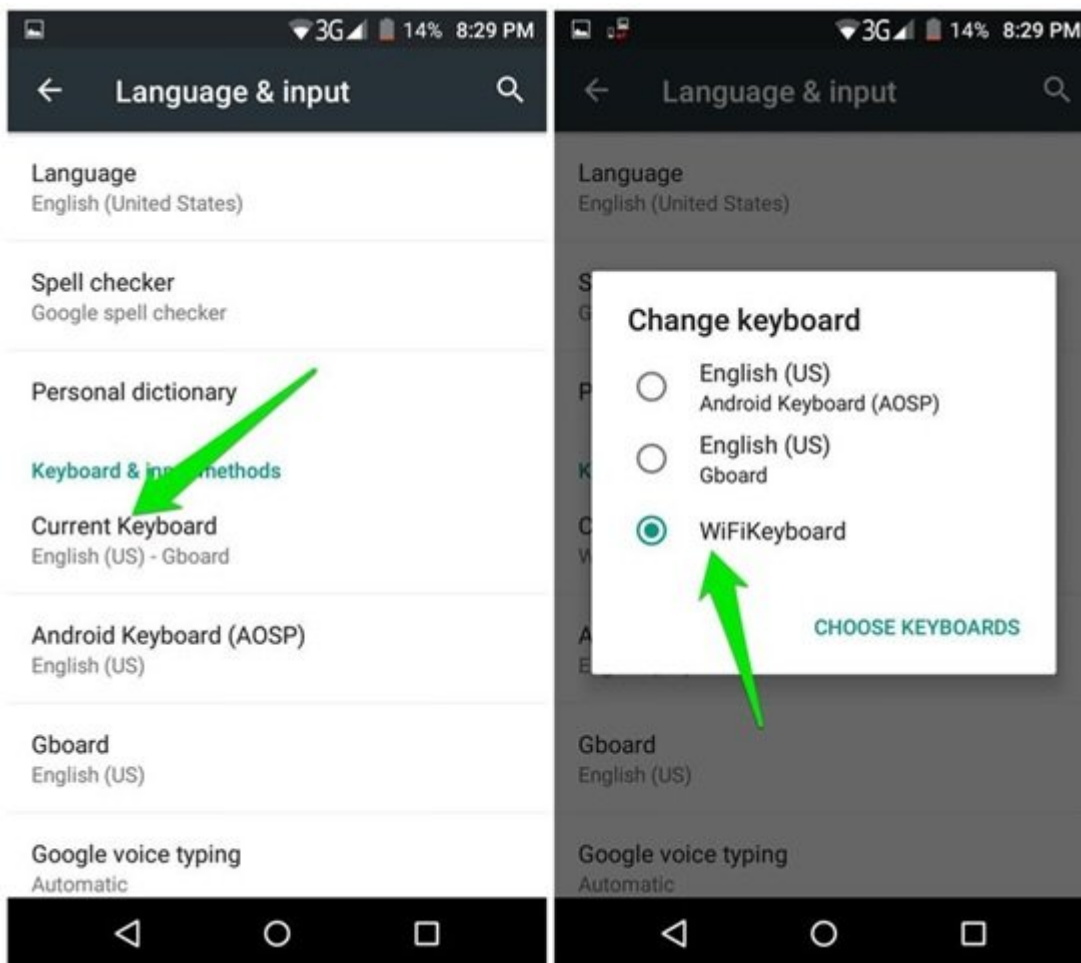 3G 14% 8:29 PM
Language & input
Language
English (United States)
Spell checker
Google spell checker
Personal dictionary
Keyboard & input methods
Current Keyboard
English (US) - Gboard
Android Keyboard (AOSP)
English (US)
Gboard
English (US)
Google voice typing
Automatic
3G 14% 8:29 PM
Language & input
Language
English (United States)
Change keyboard
English (US)
Android Keyboard (AOSP)
English (US)
Gboard
WiFiKeyboard
CHOOSE KEYBOARDS
Gboard
English (US)
Google voice typing
Automatic